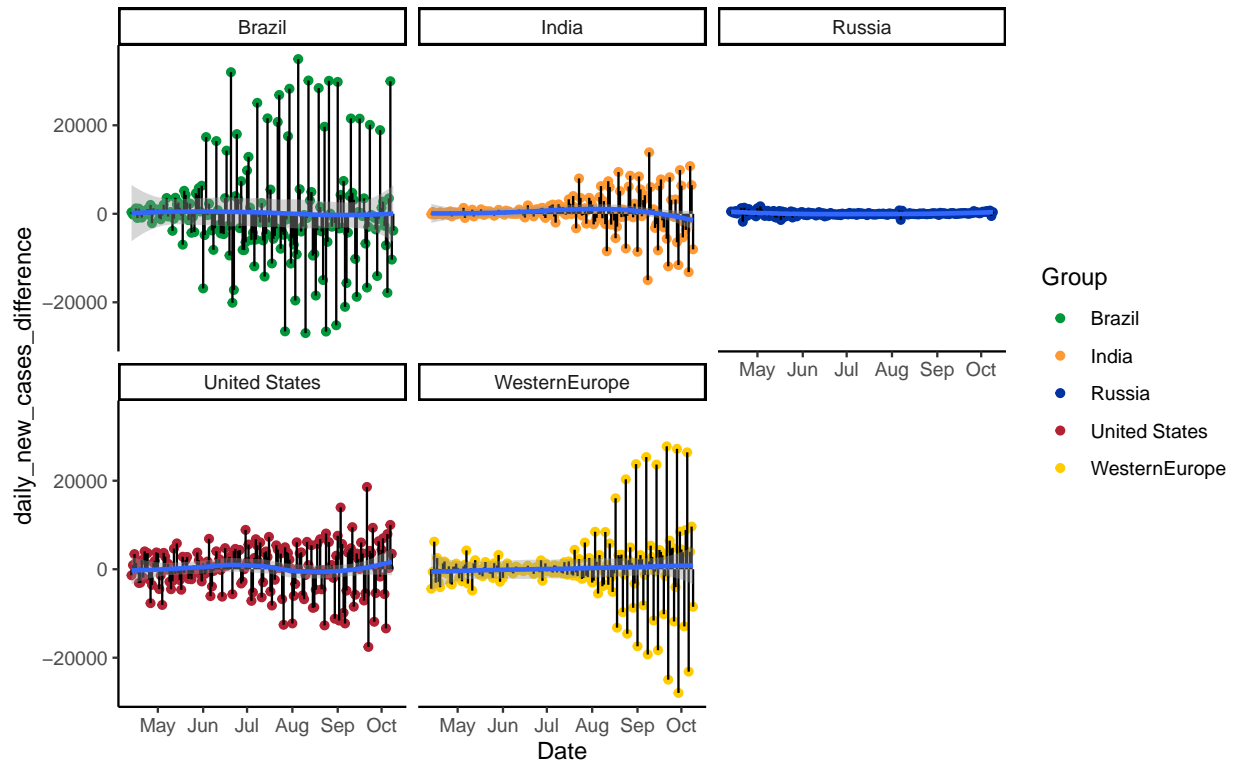 Brazil India Russia
20000
0
−20000
May Jun Jul Aug Sep Oct
United States WesternEurope
20000
0
−20000
May Jun Jul Aug Sep Oct May Jun Jul Aug Sep Oct
Date
daily_new_cases_difference
Group
Brazil
India
Russia
United States
WesternEurope